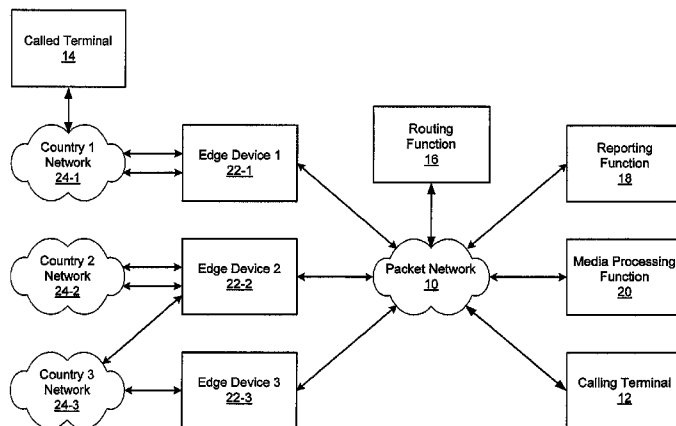 Called Terminal
14
Country 1
Network
24-1
Edge Device 1
22-1
Routing
Function
16
Reporting
Function
18
Country 2
Network
24-2
Edge Device 2
22-2
Packet Network
10
Media Processing
Function
20
Country 3
Network
24-3
Edge Device 3
22-3
Calling Terminal
12